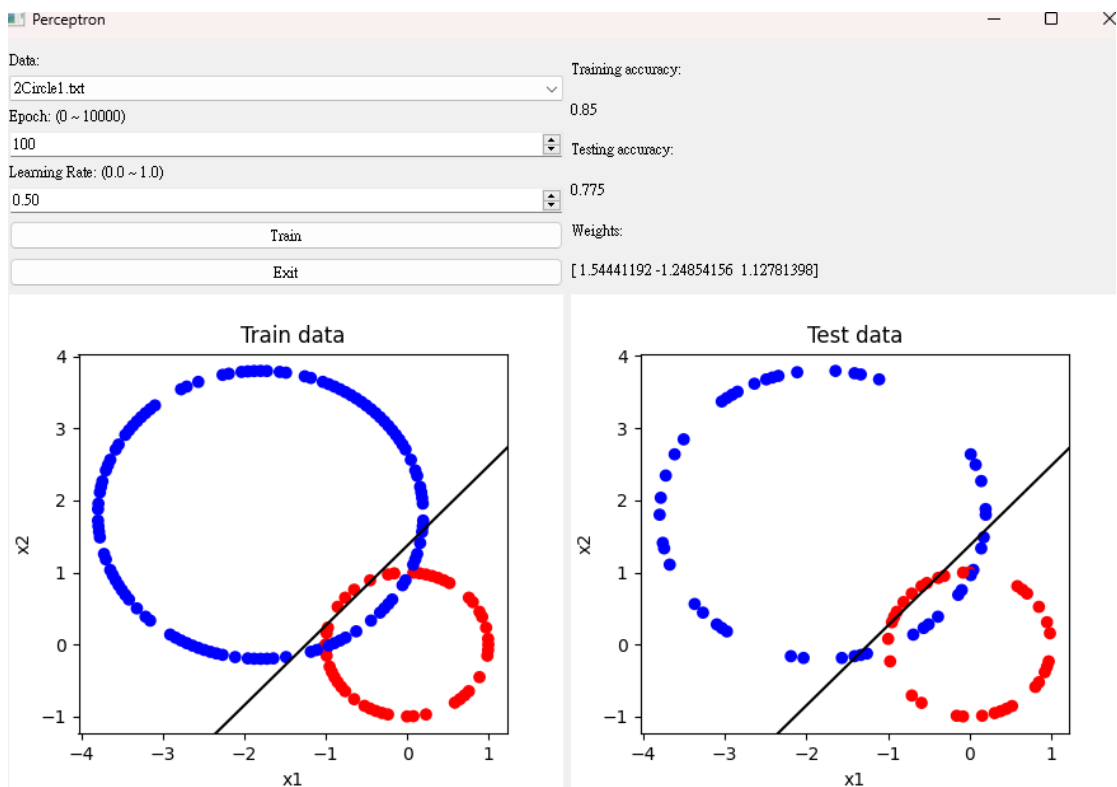 Perceptron
Data:
2Circle1.txt
Epoch: (0 ~ 10000)
100
Learning Rate: (0.0 ~ 1.0)
0.50
Train
Exit
Training accuracy:
0.85
Testing accuracy:
0.775
Weights:
[ 1.54441192 -1.24854156  1.12781398]
Train data
4
3
2
1
0
−1
x2
−4 −3 −2 −1 0 1
x1
Test data
4
3
2
1
0
−1
x2
−4 −3 −2 −1 0 1
x1